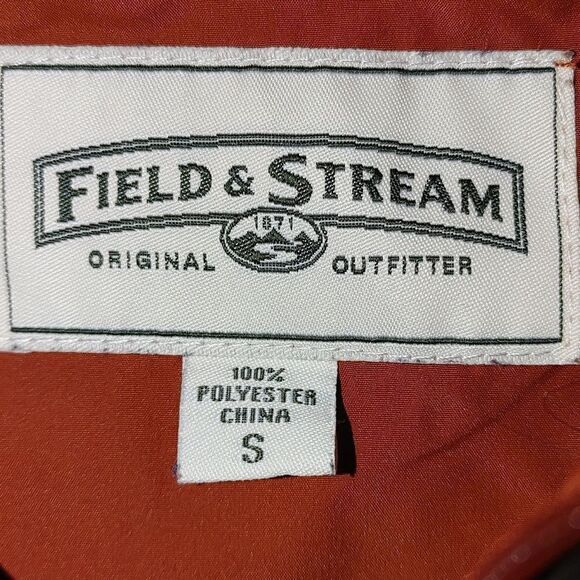 FIELD & STREAM
1871
ORIGINAL OUTFITTER
100%
POLYESTER
CHINA
S